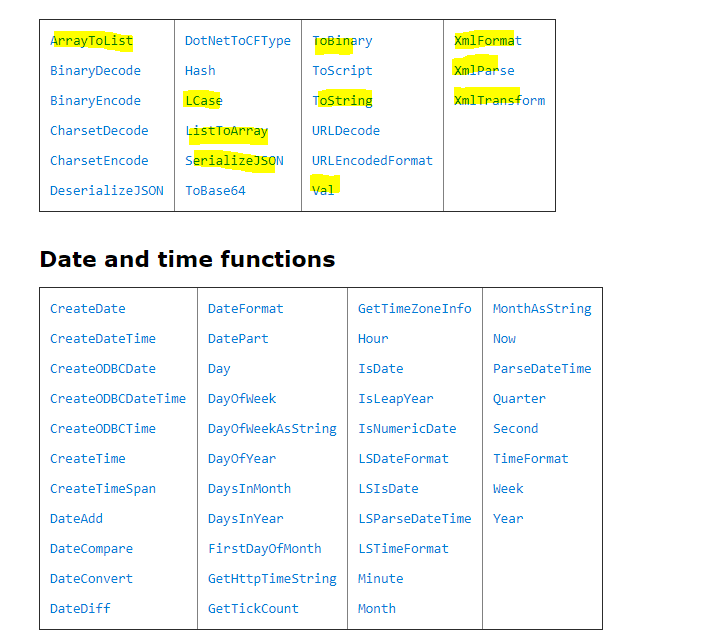 ArrayToList DotNetToCFType ToBinary XmlFormat
BinaryDecode Hash ToScript XmlParse
BinaryEncode LCase ToString XmlTransform
CharsetDecode ListToArray URLDecode
CharsetEncode SerializeJSON URLEncodedFormat
DeserializeJSON ToBase64 Val
Date and time functions
CreateDate DateFormat GetTimeZoneInfo MonthAsString
CreateDateTime DatePart Hour Now
CreateODBCDate Day IsDate ParseDateTime
CreateODBCDateTime DayOfWeek IsLeapYear Quarter
CreateODBCTime DayOfWeekAsString IsNumericDate Second
CreateTime DayOfYear LSDateFormat TimeFormat
CreateTimeSpan DaysInMonth LSIsDate Week
DateAdd DaysInYear LSParseDateTime Year
DateCompare FirstDayOfMonth LSTimeFormat
DateConvert GetHttpTimeString Minute
DateDiff GetTickCount Month